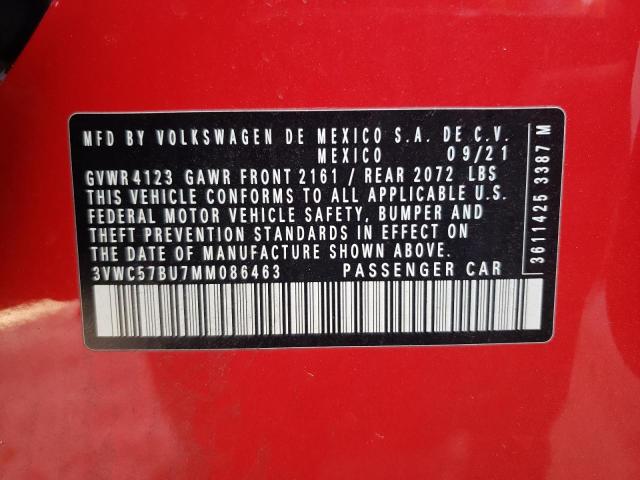 MFD BY VOLKSWAGEN DE MEXICO S.A. DE C.V.
MEXICO 09/21
GVWR 4123 GAWR FRONT 2161 / REAR 2072 LBS
THIS VEHICLE CONFORMS TO ALL APPLICABLE U.S.
FEDERAL MOTOR VEHICLE SAFETY, BUMPER AND
THEFT PREVENTION STANDARDS IN EFFECT ON
THE DATE OF MANUFACTURE SHOWN ABOVE.
3VWC57BU7MM086463 PASSENGER CAR
3611425 3387 M